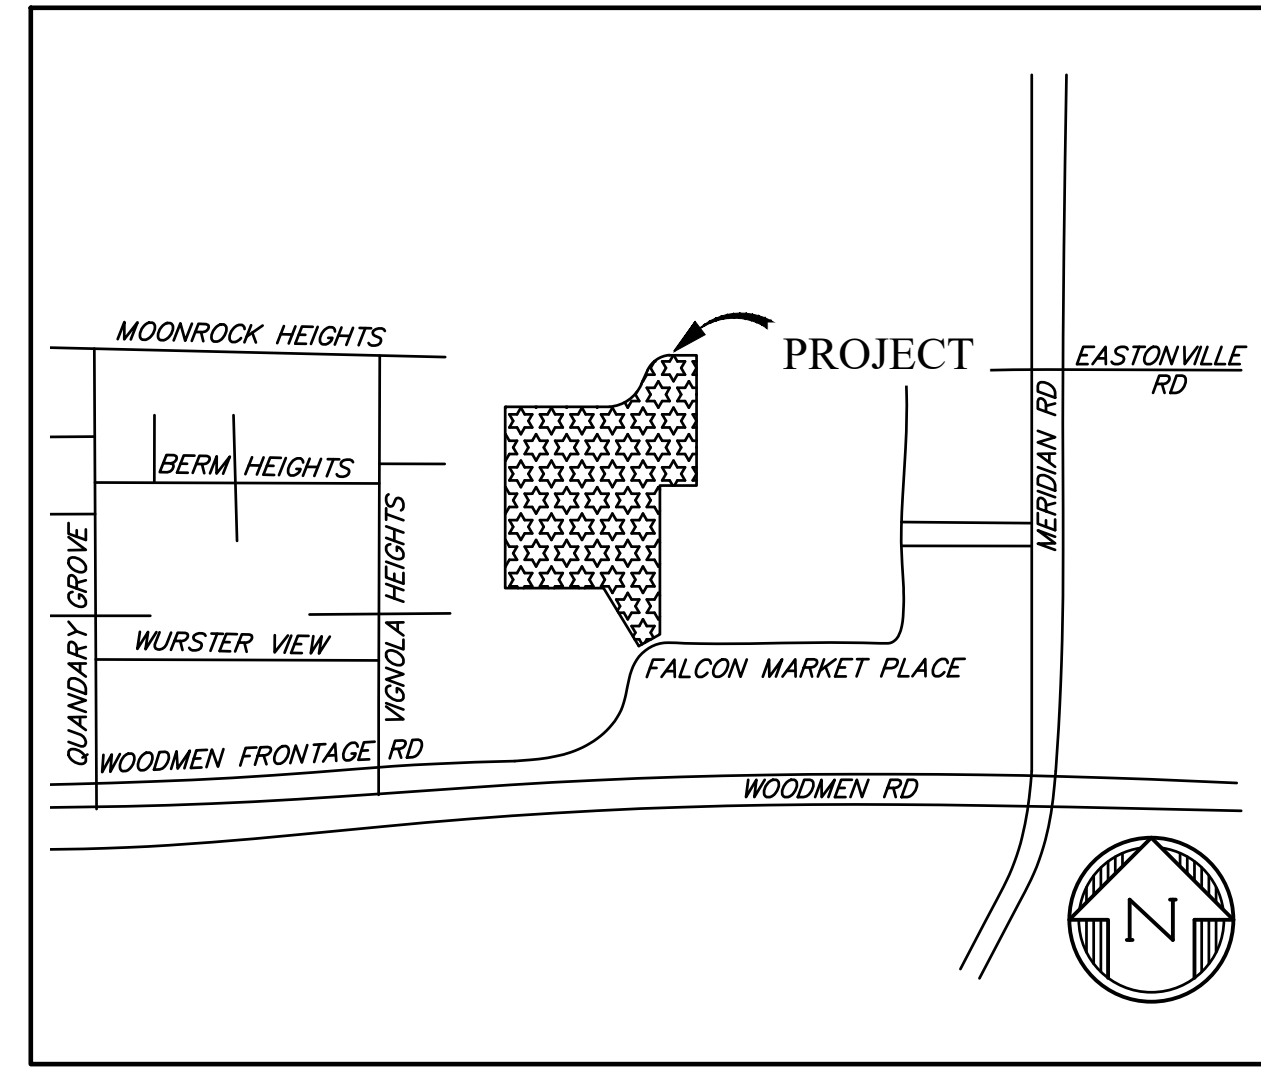 MOONROCK HEIGHTS
PROJECT
EASTONVILLE
RD
MERIDIAN RD
BERM HEIGHTS
QUANDARY GROVE
VIGNOLA HEIGHTS
WURSTER VIEW
FALCON MARKET PLACE
WOODMEN FRONTAGE RD
WOODMEN RD
N